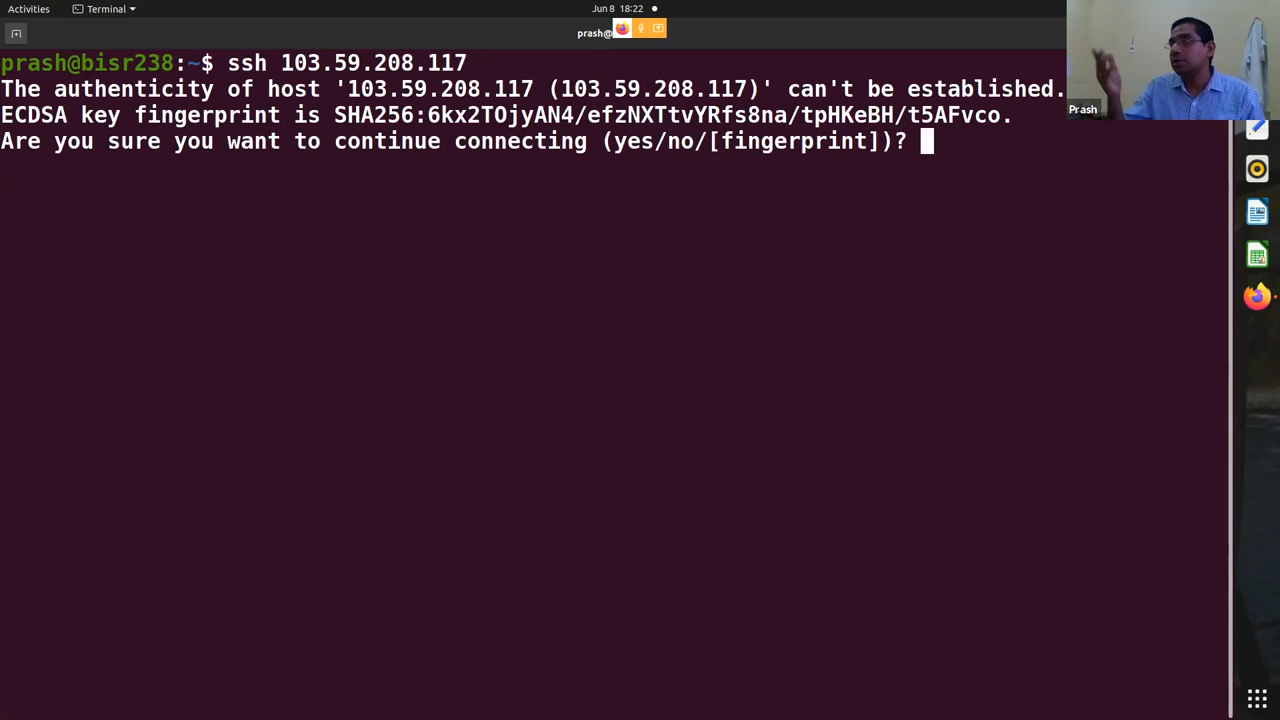 Activities Terminal Jun 8 18:22
prash@
prash@bisr238:~$ ssh 103.59.208.117
The authenticity of host '103.59.208.117 (103.59.208.117)' can't be established.
ECDSA key fingerprint is SHA256:6kx2TOjyAN4/efzNXTtvYRfs8na/tpHKeBH/t5AFvco.
Are you sure you want to continue connecting (yes/no/[fingerprint])?
Prash